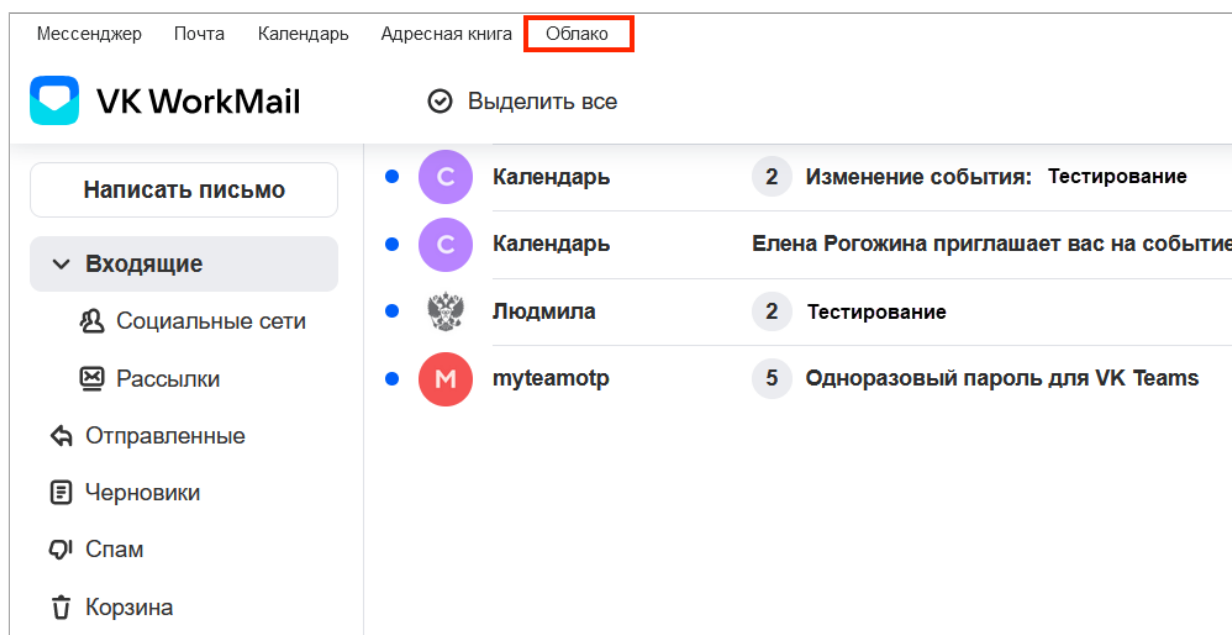 Мессенджер Почта Календарь Адресная книга Облако
VK WorkMail
Выделить все
Написать письмо
Входящие
Социальные сети
Рассылки
Отправленные
Черновики
Спам
Корзина
С Календарь 2 Изменение события: Тестирование
С Календарь Елена Рогожина приглашает вас на событие
Людмила 2 Тестирование
M myteamotp 5 Одноразовый пароль для VK Teams